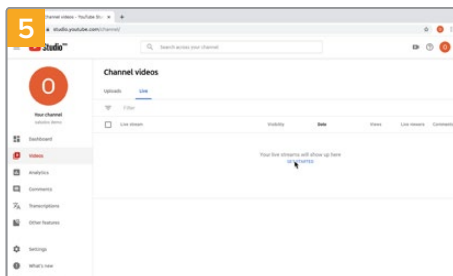 5
Channel videos - YouTube St
studio.youtube.com/channel/
Studio
Search across your channel
O
O
Your channel
Channel videos
Uploads Live
Filter
Live stream Visibility Date Views Live viewers Comments
Your live streams will show up here
GET STARTED
Dashboard
Videos
Analytics
Comments
Transcriptions
Other features
Settings
What's new